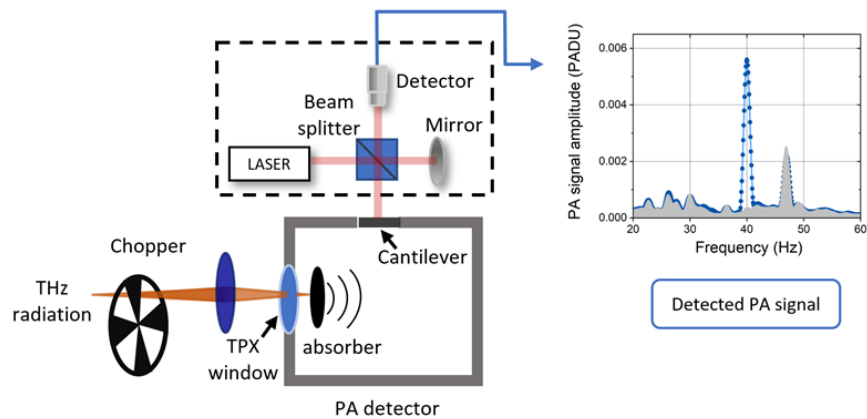 Detector
Beam
splitter
Mirror
LASER
Cantilever
Chopper
THz
radiation
TPX
window
absorber
PA detector
PA signal amplitude (PADU)
0.006
0.004
0.002
0.000
20
30
40
50
60
Frequency (Hz)
Detected PA signal